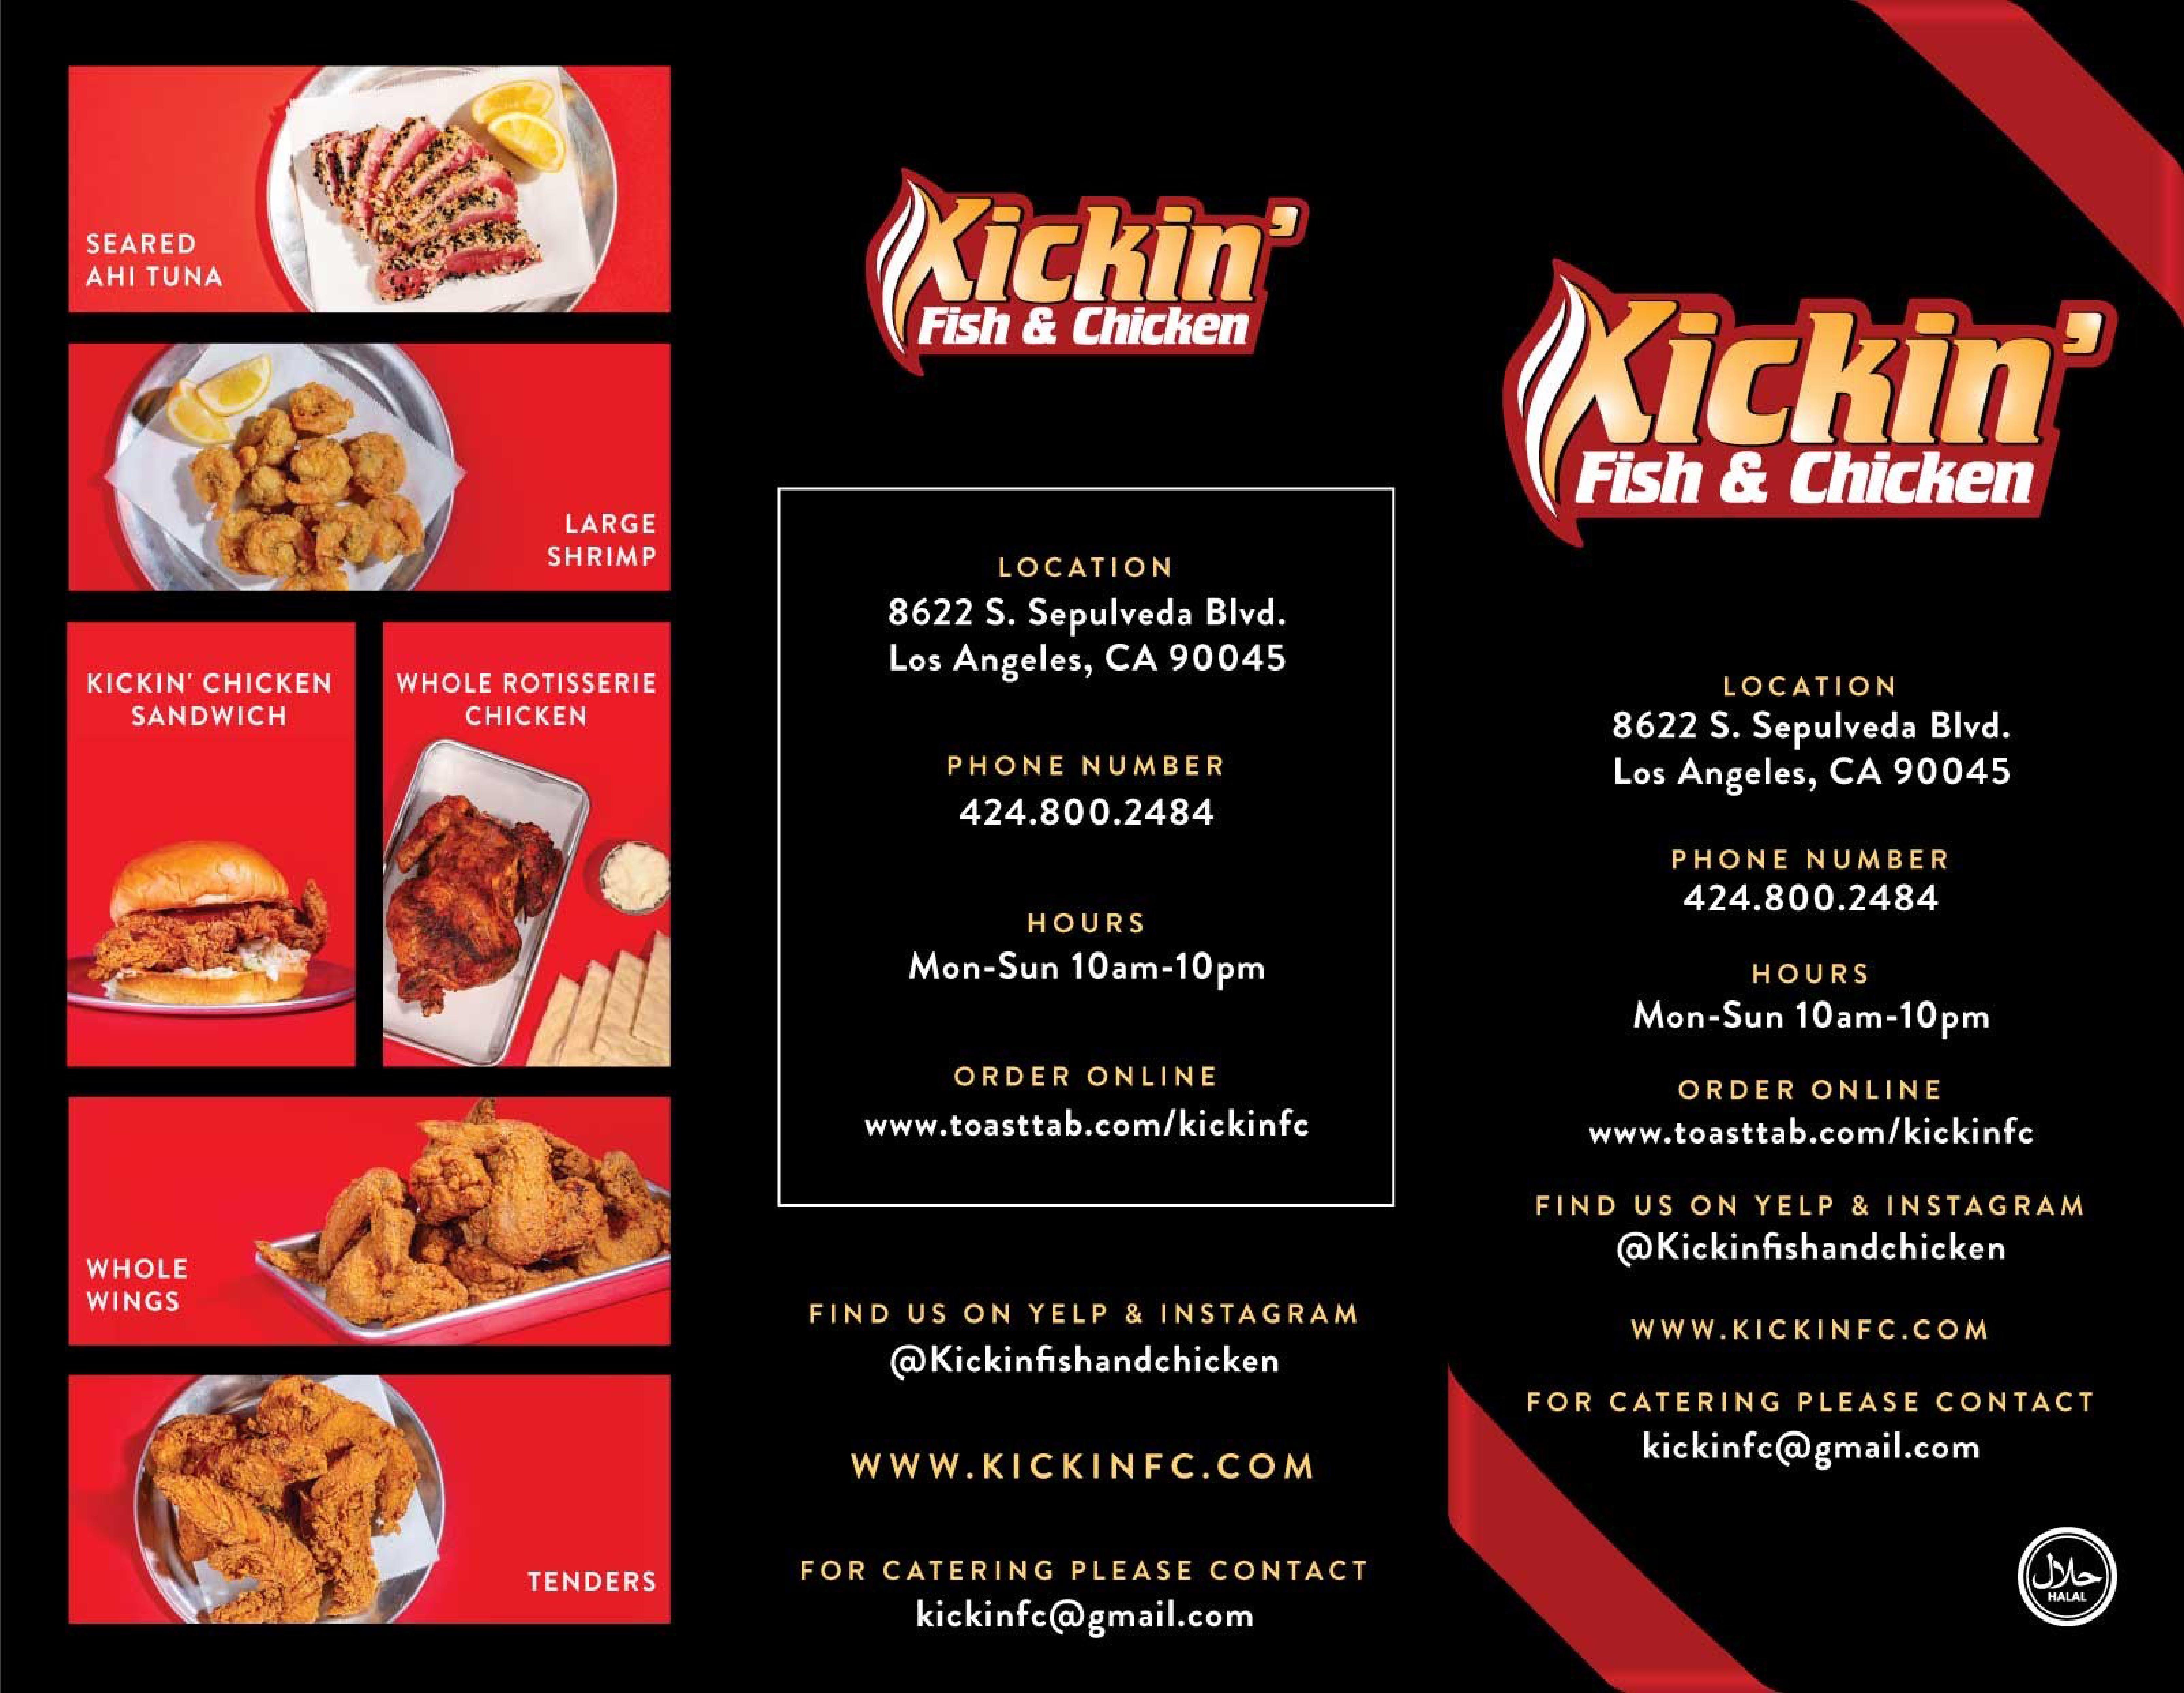 SEARED
AHI TUNA
LARGE
SHRIMP
KICKIN' CHICKEN
SANDWICH
WHOLE ROTISSERIE
CHICKEN
WHOLE
WINGS
TENDERS
Kickin'
Fish & Chicken
LOCATION
8622 S. Sepulveda Blvd.
Los Angeles, CA 90045
PHONE NUMBER
424.800.2484
HOURS
Mon-Sun 10am-10pm
ORDER ONLINE
www.toasttab.com/kickinfc
FIND US ON YELP & INSTAGRAM
@Kickinfishandchicken
WWW.KICKINFC.COM
FOR CATERING PLEASE CONTACT
kickinfc@gmail.com
Kickin'
Fish & Chicken
LOCATION
8622 S. Sepulveda Blvd.
Los Angeles, CA 90045
PHONE NUMBER
424.800.2484
HOURS
Mon-Sun 10am-10pm
ORDER ONLINE
www.toasttab.com/kickinfc
FIND US ON YELP & INSTAGRAM
@Kickinfishandchicken
WWW.KICKINFC.COM
FOR CATERING PLEASE CONTACT
kickinfc@gmail.com
حلال
HALAL